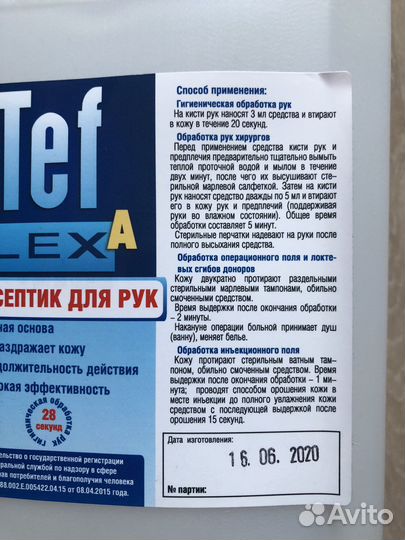 Tef
LEX A
СЕПТИК ДЛЯ РУК
ная основа
аздражает кожу
должительность действия
окая эффективность
гигиеническая обработка рук
28
секунд
ельство о государственной регистрации
еральной службой по надзору в сфере
ав потребителей и благополучия человека
88.002.Е.005422.04.15 от 08.04.2015 года.
Способ применения:
Гигиеническая обработка рук
На кисти рук наносят 3 мл средства и втирают
в кожу в течение 20 секунд.
Обработка рук хирургов
Перед применением средства кисти рук и
предплечия предварительно тщательно вымыть
теплой проточной водой и мылом в течение
двух минут, после чего их высушивают сте-
рильной марлевой салфеткой. Затем на кисти
рук наносят средство дважды по 5 мл и втирают
его в кожу рук и предплечий (поддерживая
руки во влажном состоянии). Общее время
обработки составляет 5 минут.
Стерильные перчатки надевают на руки после
полного высыхания средства.
Обработка операционного поля и локте-
вых сгибов доноров
Кожу двукратно протирают раздельными
стерильными марлевыми тампонами, обильно
смоченными средством.
Время выдержки после окончания обработки
– 2 минуты.
Накануне операции больной принимает душ
(ванну), меняет белье.
Обработка инъекционного поля
Кожу протирают стерильным ватным там-
поном, обильно смоченным средством. Время
выдержки после окончания обработки – 1 ми-
нута; проводят способом орошения кожи в
месте инъекции до полного увлажнения кожи
средством с последующей выдержкой после
орошения 15 секунд.
Дата изготовления:
16. 06. 2020
№ партии:
Avito